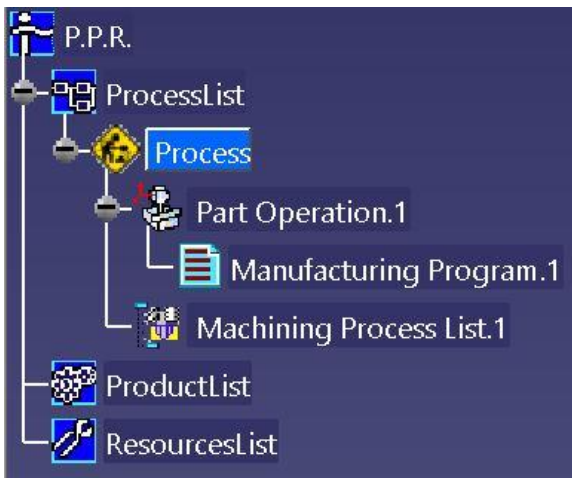 P.P.R.
ProcessList
Process
Part Operation.1
Manufacturing Program.1
Machining Process List.1
ProductList
ResourcesList